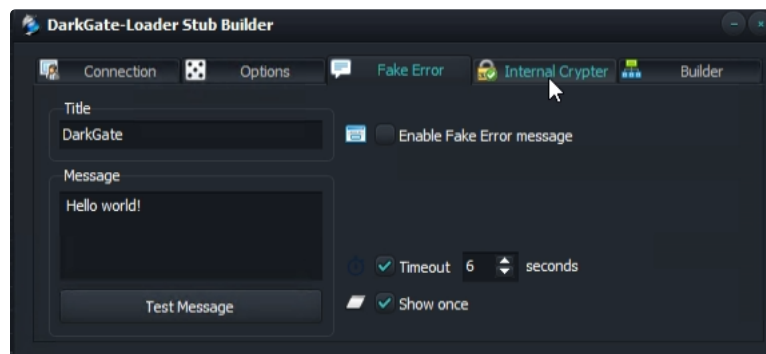 DarkGate-Loader Stub Builder
Connection Options Fake Error Internal Crypter Builder
Title
DarkGate
Enable Fake Error message
Message
Hello world!
Timeout 6 seconds
Test Message
Show once